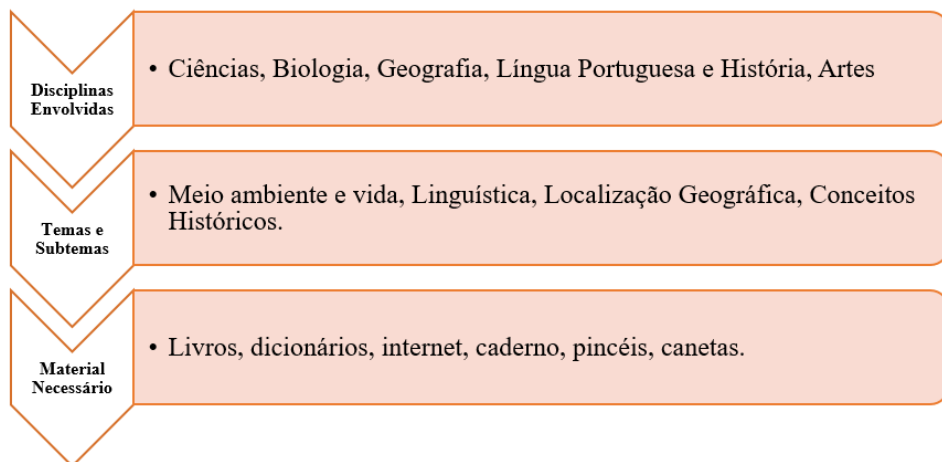 Disciplinas
Envolvidas
• Ciências, Biologia, Geografia, Língua Portuguesa e História, Artes
Temas e
Subtemas
• Meio ambiente e vida, Linguística, Localização Geográfica, Conceitos
Históricos.
Material
Necessário
• Livros, dicionários, internet, caderno, pincéis, canetas.